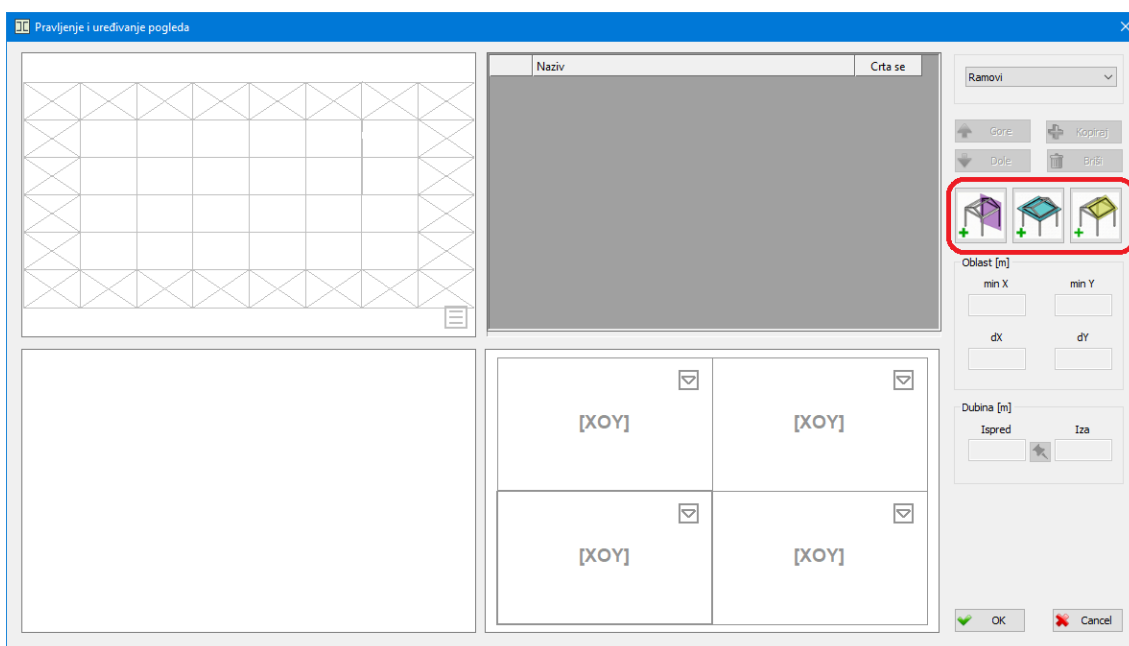 Pravljenje i uređivanje pogleda
Naziv
Crta se
Ramovi
Gore
Kopiraj
Dole
Briši
Oblast [m]
min X
min Y
dX
dY
[XOY]
[XOY]
Dubina [m]
Ispred
Iza
[XOY]
[XOY]
OK
Cancel